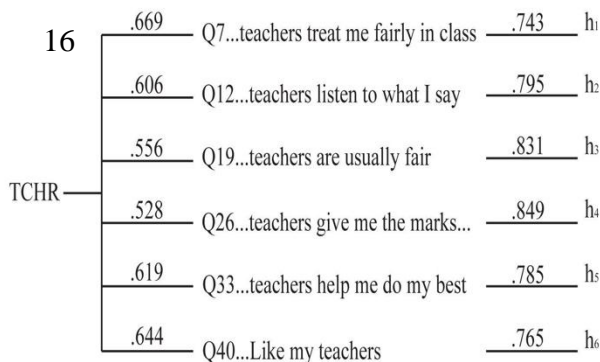 16
.669 Q7...teachers treat me fairly in class .743 h₁
.606 Q12...teachers listen to what I say .795 h₂
.556 Q19...teachers are usually fair .831 h₃
TCHR
.528 Q26...teachers give me the marks... .849 h₄
.619 Q33...teachers help me do my best .785 h₅
.644 Q40...Like my teachers .765 h₆